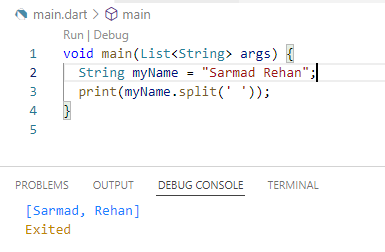 main.dart > main
Run | Debug
1 void main(List<String> args) {
2 String myName = "Sarmad Rehan";
3 print(myName.split(' '));
4 }
5
PROBLEMS OUTPUT DEBUG CONSOLE TERMINAL
[Sarmad, Rehan]
Exited